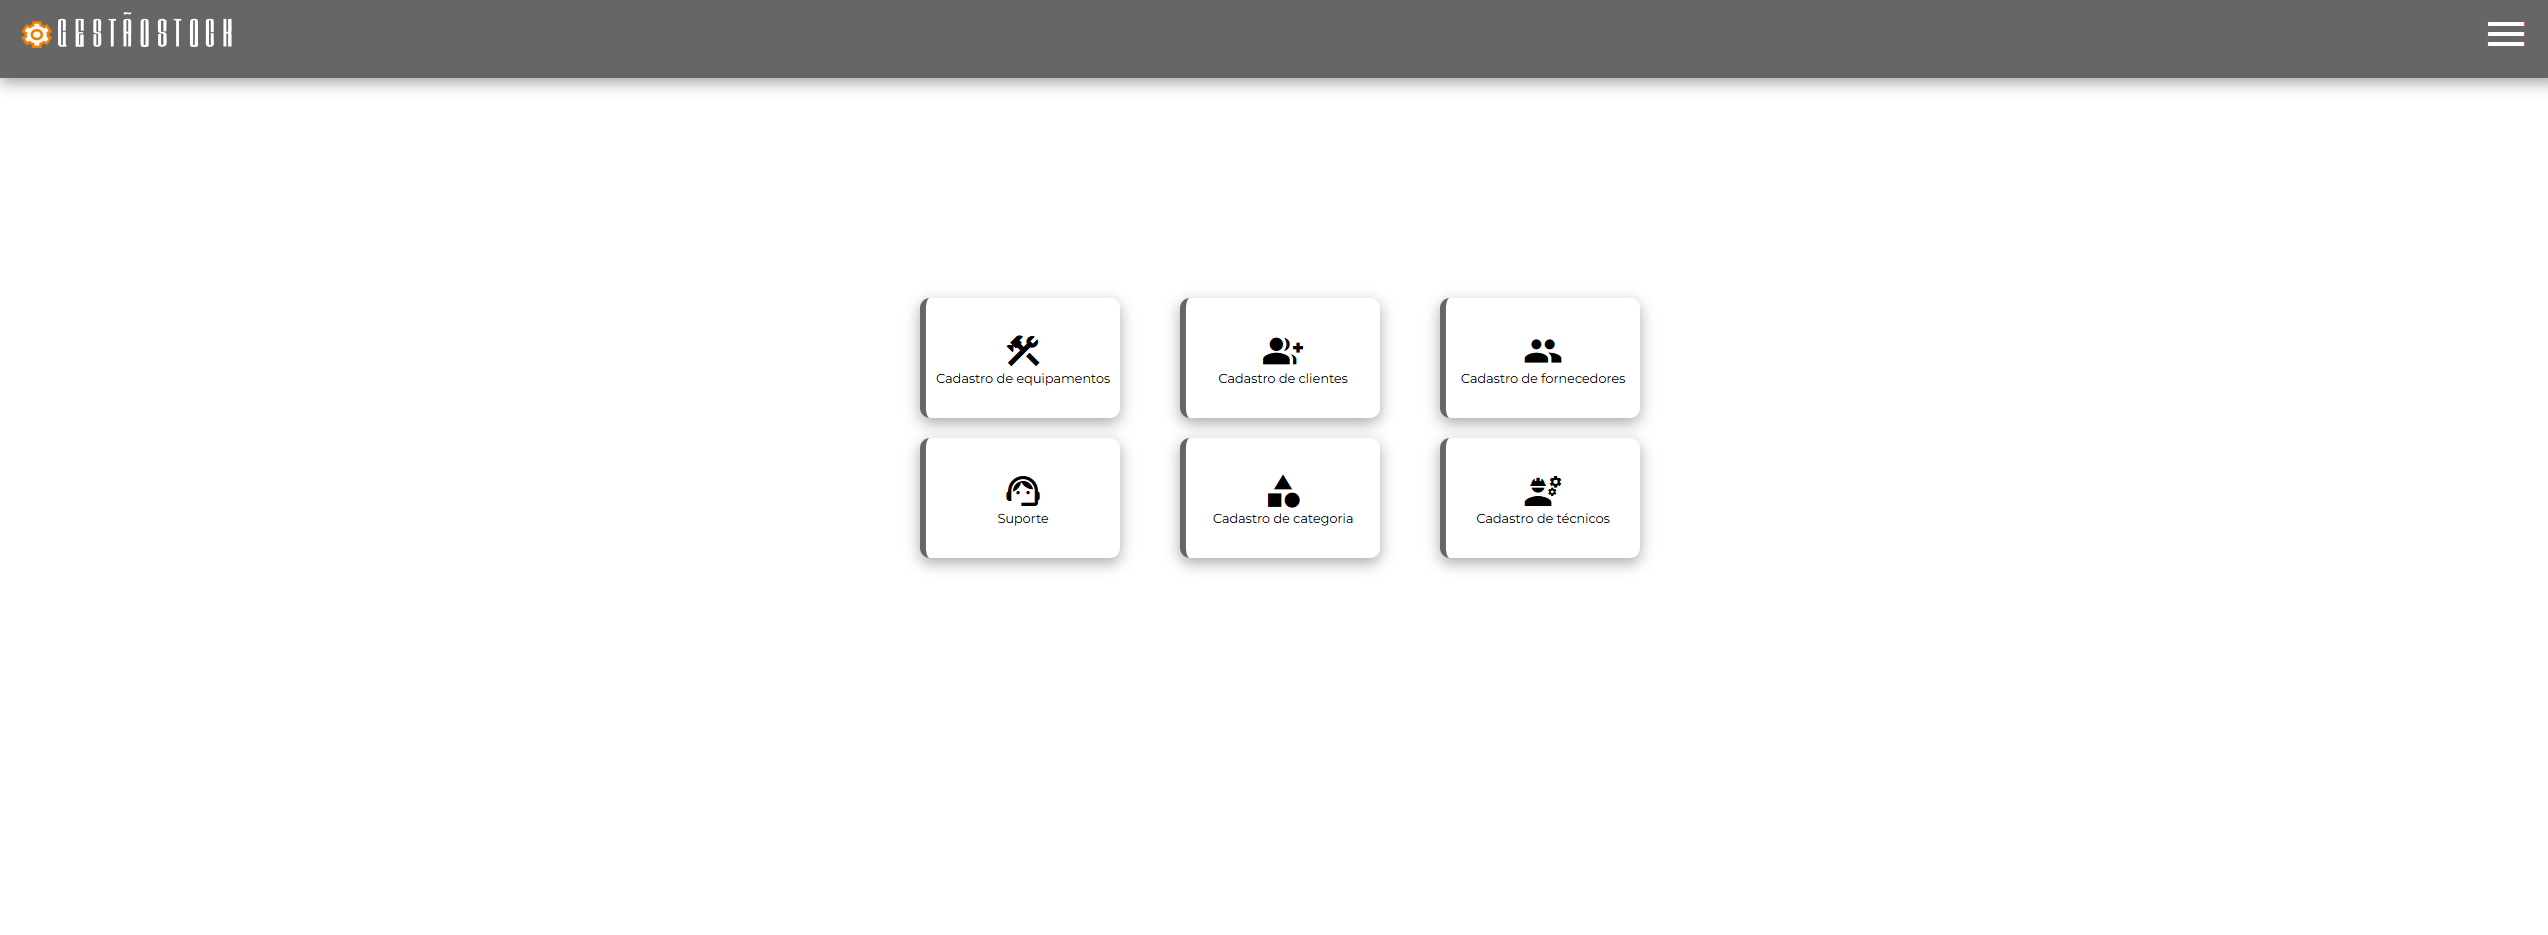 GESTÃOSTOCK
Cadastro de equipamentos
Cadastro de clientes
Cadastro de fornecedores
Suporte
Cadastro de categoria
Cadastro de técnicos